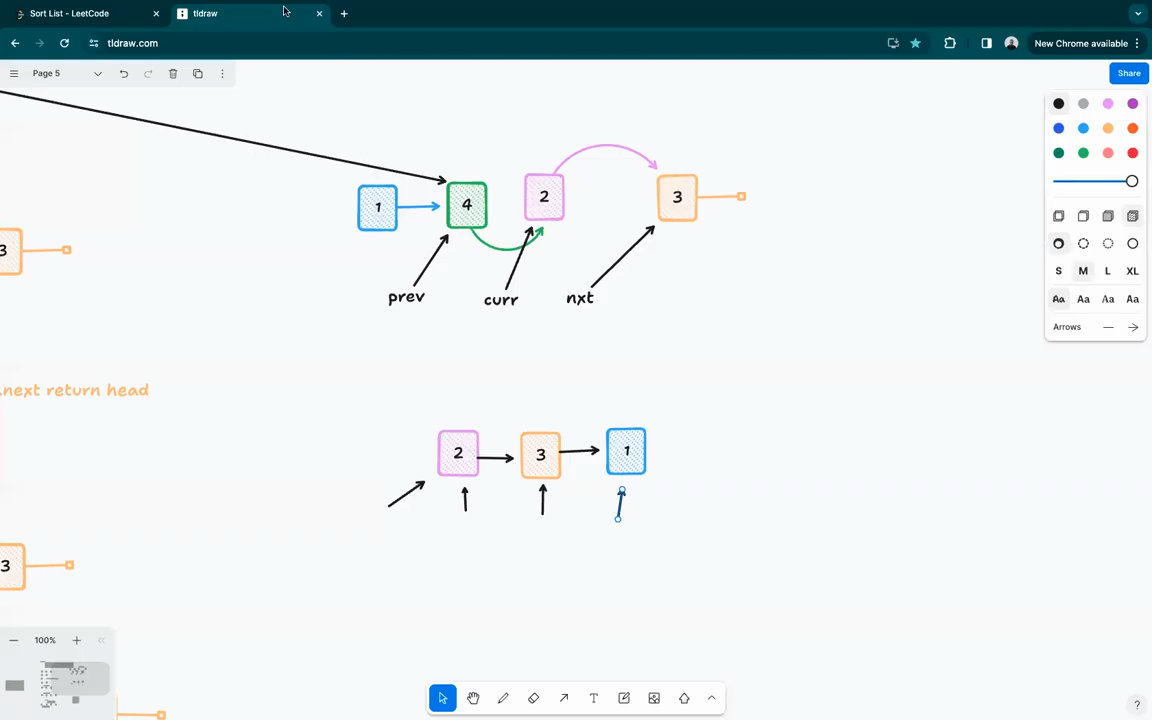 Sort List - LeetCode
tldraw
tldraw.com
New Chrome available
Page 5
Share
1
4
2
3
3
prev
curr
nxt
S M L XL
Aa Aa Aa Aa
Arrows
.next return head
2
3
1
3
100%
T
?